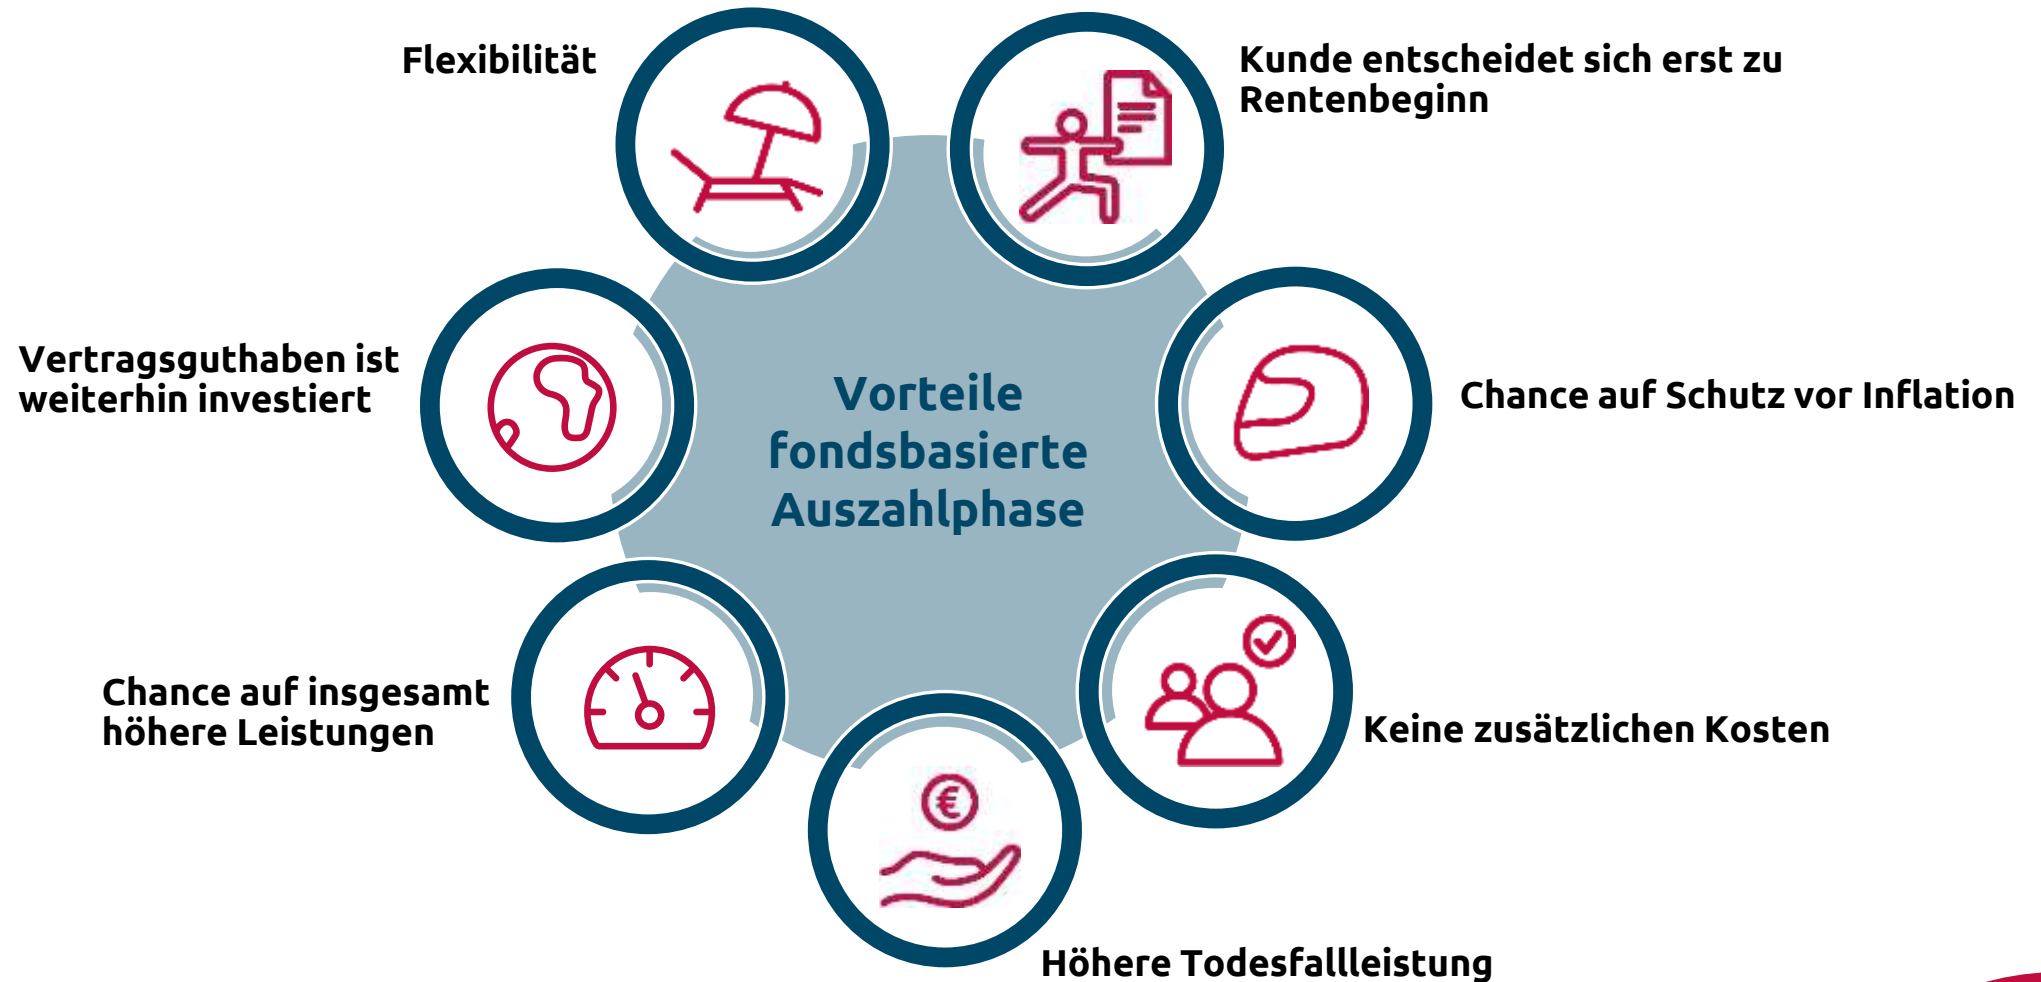 Flexibilität
Kunde entscheidet sich erst zu
Rentenbeginn
Vertragsguthaben ist
weiterhin investiert
Vorteile
fondsbasierte
Auszahlphase
Chance auf Schutz vor Inflation
Chance auf insgesamt
höhere Leistungen
Keine zusätzlichen Kosten
€
Höhere Todesfallleistung